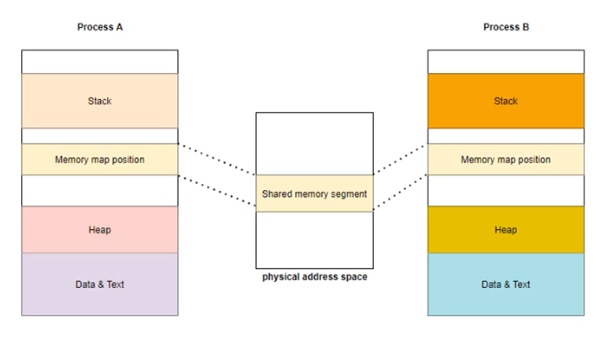 Process A
Stack
Memory map position
Heap
Data & Text
Shared memory segment
physical address space
Process B
Stack
Memory map position
Heap
Data & Text